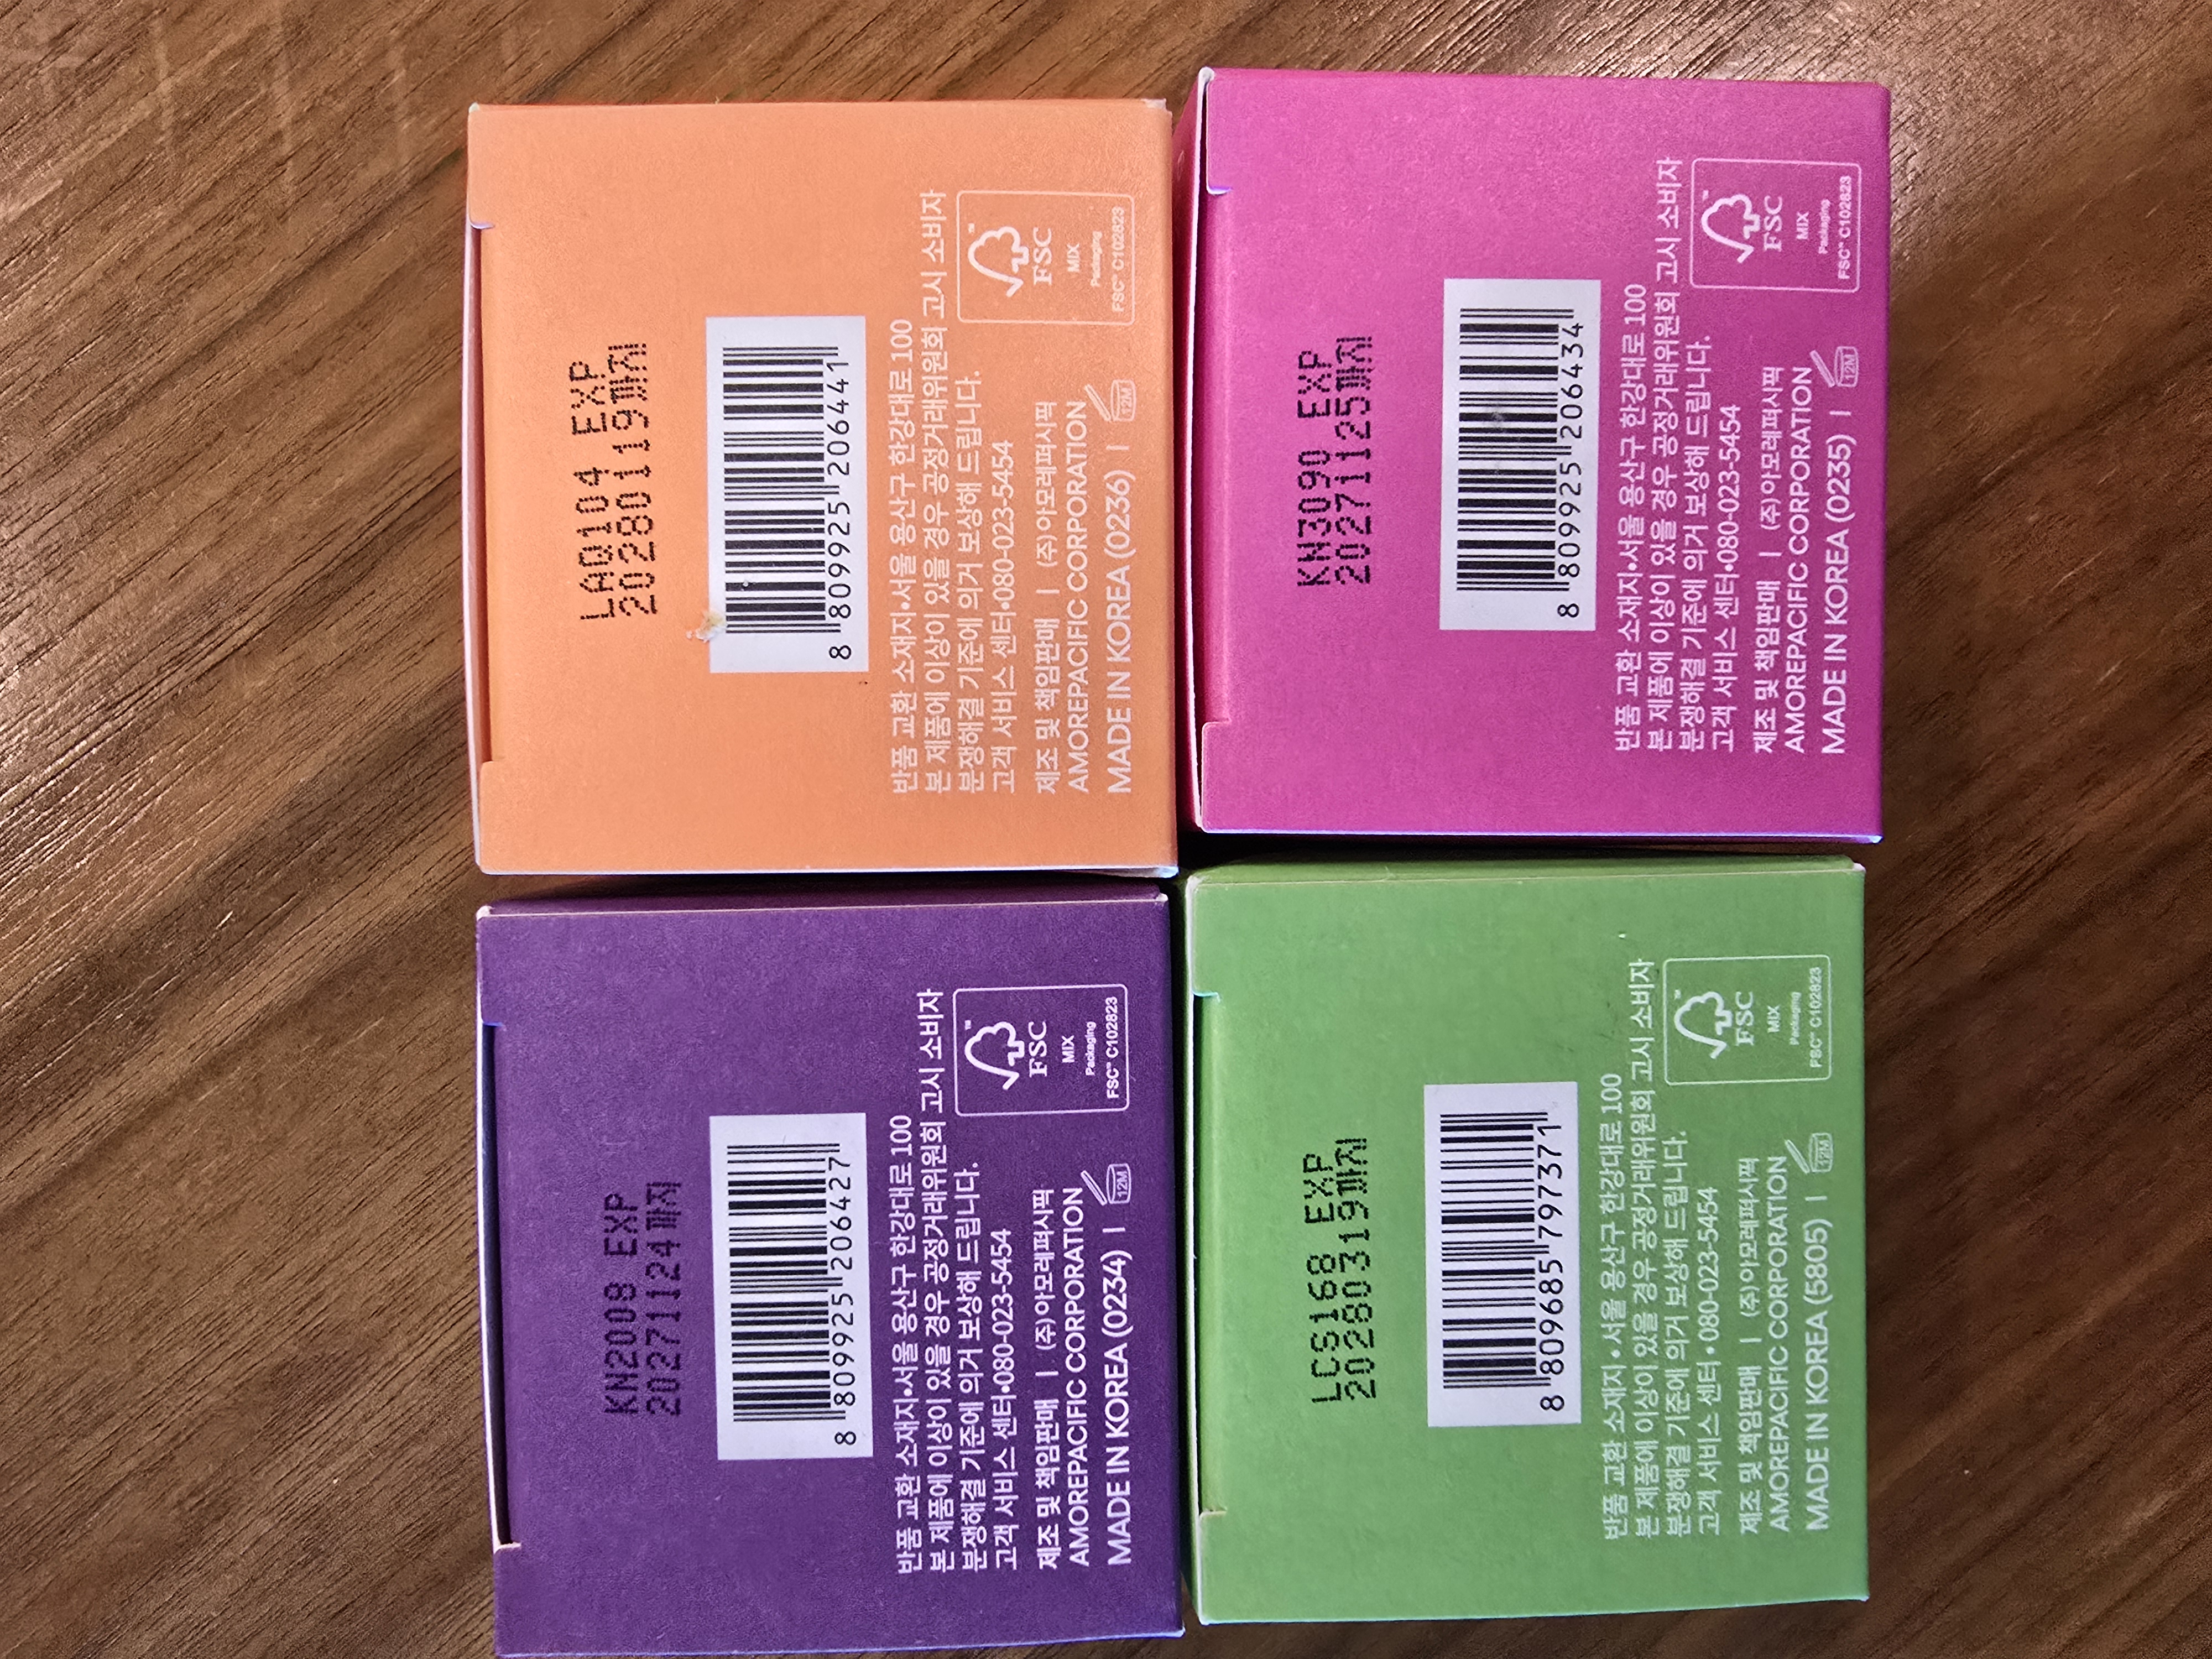 LAQ104 EXP
20280119까지
8 809925 206441
반품 교환 소재지•서울 용산구 한강대로 100
본 제품에 이상이 있을 경우 공정거래위원회 고시 소비자
분쟁해결 기준에 의거 보상해 드립니다.
고객 서비스 센터•080-023-5454
제조 및 책임판매 | (주)아모레퍼시픽
AMOREPACIFIC CORPORATION
MADE IN KOREA (0236) |
12M
FSC™
MIX
Packaging
FSC™ C102823
KN3090 EXP
20271125까지
8 809925 206434
반품 교환 소재지•서울 용산구 한강대로 100
본 제품에 이상이 있을 경우 공정거래위원회 고시 소비자
분쟁해결 기준에 의거 보상해 드립니다.
고객 서비스 센터•080-023-5454
제조 및 책임판매 | (주)아모레퍼시픽
AMOREPACIFIC CORPORATION
MADE IN KOREA (0235) |
12M
FSC™
MIX
Packaging
FSC™ C102823
KN2008 EXP
20271124까지
8 809925 206427
반품 교환 소재지•서울 용산구 한강대로 100
본 제품에 이상이 있을 경우 공정거래위원회 고시 소비자
분쟁해결 기준에 의거 보상해 드립니다.
고객 서비스 센터•080-023-5454
제조 및 책임판매 | (주)아모레퍼시픽
AMOREPACIFIC CORPORATION
MADE IN KOREA (0234) |
12M
FSC™
MIX
Packaging
FSC™ C102823
LCS168 EXP
20280319까지
8 809685 797371
반품 교환 소재지 • 서울 용산구 한강대로 100
본 제품에 이상이 있을 경우 공정거래위원회 고시 소비자
분쟁해결 기준에 의거 보상해 드립니다.
고객 서비스 센터 • 080-023-5454
제조 및 책임판매 | (주)아모레퍼시픽
AMOREPACIFIC CORPORATION
MADE IN KOREA (5805) |
12M
FSC™
MIX
Packaging
FSC™ C102823